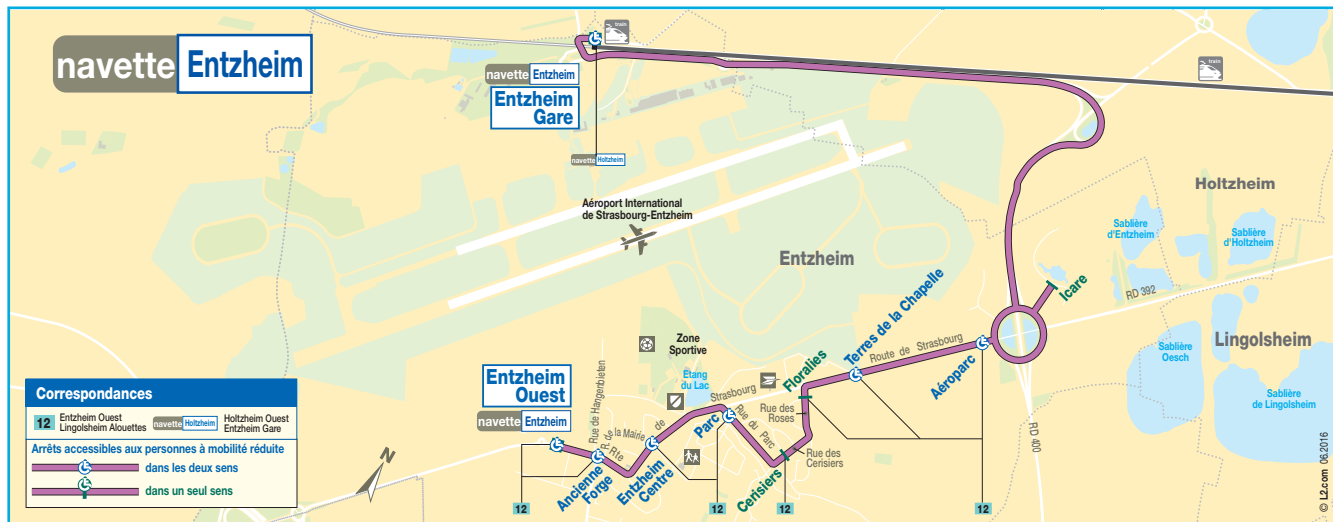 navette Entzheim
train
navette Entzheim
Entzheim
Gare
train
navette Holtzheim
Aéroport International
de Strasbourg-Entzheim
Holtzheim
Sablière
d'Entzheim
Sablière
d'Holtzheim
Entzheim
Icare
RD 392
Terres de la Chapelle
Route de Strasbourg
Lingolsheim
Zone
Sportive
Sablière
Oesch
Floralies
Aéroparc
Étang
du Lac
Entzheim
Ouest
navette Entzheim
Rue de Hangenbieten
Strasbourg
Sablière
de Lingolsheim
Rue des
Roses
Parc
Rue du Parc
R. de la Mairie
Rte
de
RD 400
Rue des
Cerisiers
Ancienne
Forge
Entzheim
Centre
Cerisiers
12
12
12
12
N
Correspondances
12
Entzheim Ouest
Lingolsheim Alouettes
navette Holtzheim
Holtzheim Ouest
Entzheim Gare
Arrêts accessibles aux personnes à mobilité réduite
dans les deux sens
dans un seul sens
© L2.com 06.2016